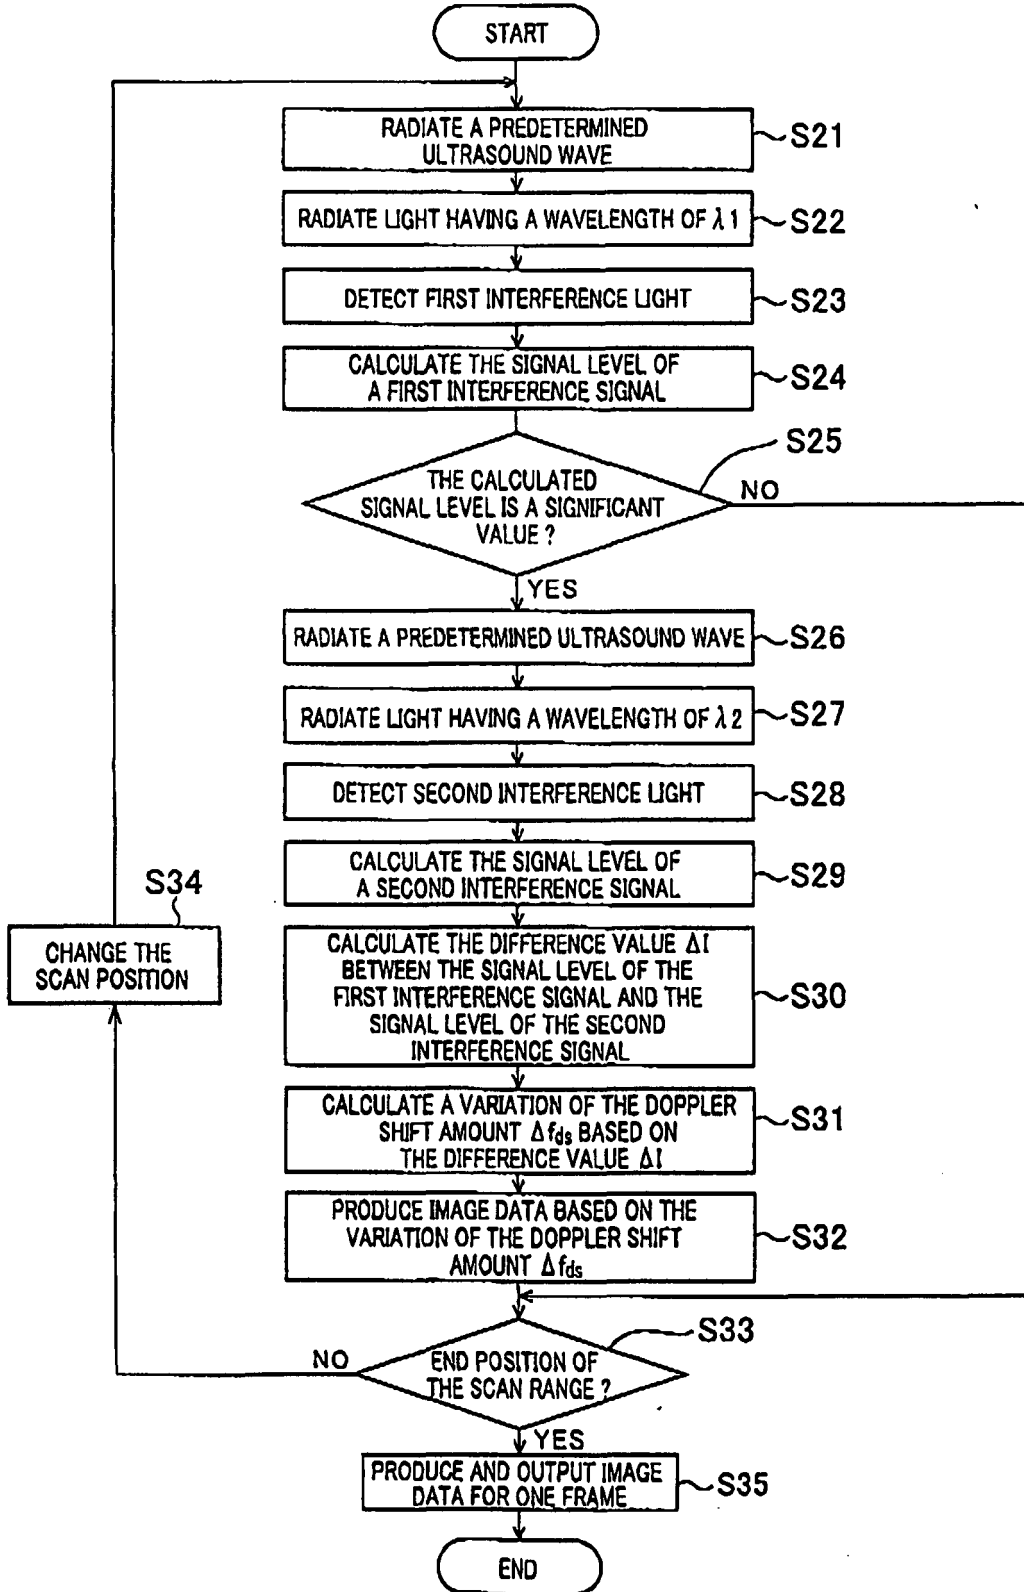 START
RADIATE A PREDETERMINED
ULTRASOUND WAVE
S21
RADIATE LIGHT HAVING A WAVELENGTH OF λ1
S22
DETECT FIRST INTERFERENCE LIGHT
S23
CALCULATE THE SIGNAL LEVEL OF
A FIRST INTERFERENCE SIGNAL
S24
S25
THE CALCULATED
SIGNAL LEVEL IS A SIGNIFICANT
VALUE ?
NO
YES
RADIATE A PREDETERMINED ULTRASOUND WAVE
S26
RADIATE LIGHT HAVING A WAVELENGTH OF λ2
S27
DETECT SECOND INTERFERENCE LIGHT
S28
CALCULATE THE SIGNAL LEVEL OF
A SECOND INTERFERENCE SIGNAL
S29
S34
CHANGE THE
SCAN POSITION
CALCULATE THE DIFFERENCE VALUE ΔI
BETWEEN THE SIGNAL LEVEL OF THE
FIRST INTERFERENCE SIGNAL AND THE
SIGNAL LEVEL OF THE SECOND
INTERFERENCE SIGNAL
S30
CALCULATE A VARIATION OF THE DOPPLER
SHIFT AMOUNT Δfds BASED ON
THE DIFFERENCE VALUE ΔI
S31
PRODUCE IMAGE DATA BASED ON THE
VARIATION OF THE DOPPLER SHIFT
AMOUNT Δfds
S32
S33
NO
END POSITION OF
THE SCAN RANGE ?
YES
PRODUCE AND OUTPUT IMAGE
DATA FOR ONE FRAME
S35
END